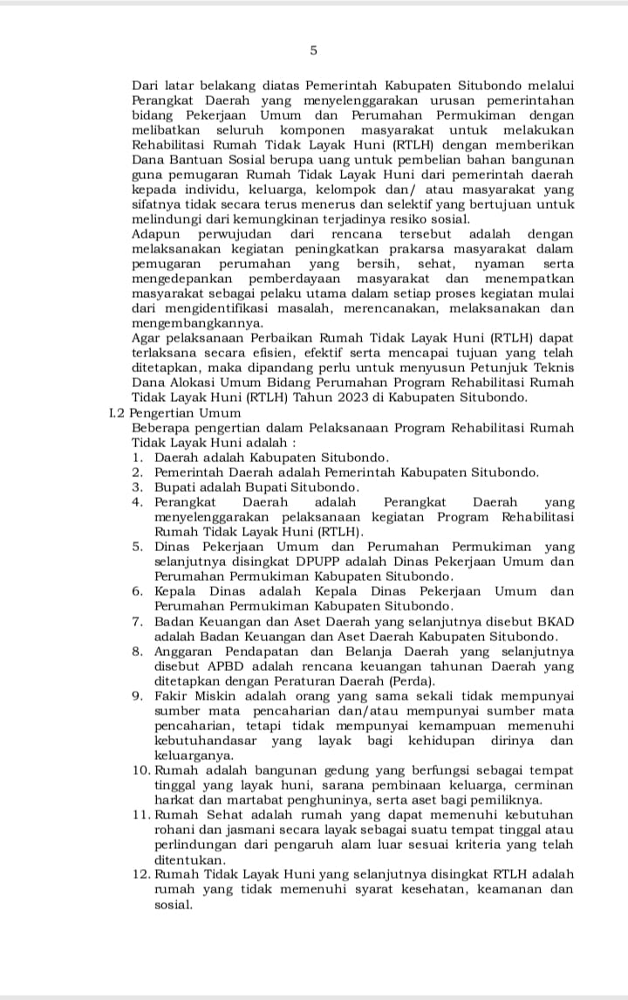 5
Dari latar belakang diatas Pemerintah Kabupaten Situbondo melalui
Perangkat Daerah yang menyelenggarakan urusan pemerintahan
bidang Pekerjaan Umum dan Perumahan Permukiman dengan
melibatkan seluruh komponen masyarakat untuk melakukan
Rehabilitasi Rumah Tidak Layak Huni (RTLH) dengan memberikan
Dana Bantuan Sosial berupa uang untuk pembelian bahan bangunan
guna pemugaran Rumah Tidak Layak Huni dari pemerintah daerah
kepada individu, keluarga, kelompok dan/ atau masyarakat yang
sifatnya tidak secara terus menerus dan selektif yang bertujuan untuk
melindungi dari kemungkinan terjadinya resiko sosial.
Adapun perwujudan dari rencana tersebut adalah dengan
melaksanakan kegiatan peningkatkan prakarsa masyarakat dalam
pemugaran perumahan yang bersih, sehat, nyaman serta
mengedepankan pemberdayaan masyarakat dan menempatkan
masyarakat sebagai pelaku utama dalam setiap proses kegiatan mulai
dari mengidentifikasi masalah, merencanakan, melaksanakan dan
mengembangkannya.
Agar pelaksanaan Perbaikan Rumah Tidak Layak Huni (RTLH) dapat
terlaksana secara efisien, efektif serta mencapai tujuan yang telah
ditetapkan, maka dipandang perlu untuk menyusun Petunjuk Teknis
Dana Alokasi Umum Bidang Perumahan Program Rehabilitasi Rumah
Tidak Layak Huni (RTLH) Tahun 2023 di Kabupaten Situbondo.
I.2 Pengertian Umum
Beberapa pengertian dalam Pelaksanaan Program Rehabilitasi Rumah
Tidak Layak Huni adalah :
1. Daerah adalah Kabupaten Situbondo.
2. Pemerintah Daerah adalah Pemerintah Kabupaten Situbondo.
3. Bupati adalah Bupati Situbondo.
4. Perangkat Daerah adalah Perangkat Daerah yang
menyelenggarakan pelaksanaan kegiatan Program Rehabilitasi
Rumah Tidak Layak Huni (RTLH).
5. Dinas Pekerjaan Umum dan Perumahan Permukiman yang
selanjutnya disingkat DPUPP adalah Dinas Pekerjaan Umum dan
Perumahan Permukiman Kabupaten Situbondo.
6. Kepala Dinas adalah Kepala Dinas Pekerjaan Umum dan
Perumahan Permukiman Kabupaten Situbondo.
7. Badan Keuangan dan Aset Daerah yang selanjutnya disebut BKAD
adalah Badan Keuangan dan Aset Daerah Kabupaten Situbondo.
8. Anggaran Pendapatan dan Belanja Daerah yang selanjutnya
disebut APBD adalah rencana keuangan tahunan Daerah yang
ditetapkan dengan Peraturan Daerah (Perda).
9. Fakir Miskin adalah orang yang sama sekali tidak mempunyai
sumber mata pencaharian dan/atau mempunyai sumber mata
pencaharian, tetapi tidak mempunyai kemampuan memenuhi
kebutuhandasar yang layak bagi kehidupan dirinya dan
keluarganya.
10. Rumah adalah bangunan gedung yang berfungsi sebagai tempat
tinggal yang layak huni, sarana pembinaan keluarga, cerminan
harkat dan martabat penghuninya, serta aset bagi pemiliknya.
11. Rumah Sehat adalah rumah yang dapat memenuhi kebutuhan
rohani dan jasmani secara layak sebagai suatu tempat tinggal atau
perlindungan dari pengaruh alam luar sesuai kriteria yang telah
ditentukan.
12. Rumah Tidak Layak Huni yang selanjutnya disingkat RTLH adalah
rumah yang tidak memenuhi syarat kesehatan, keamanan dan
sosial.